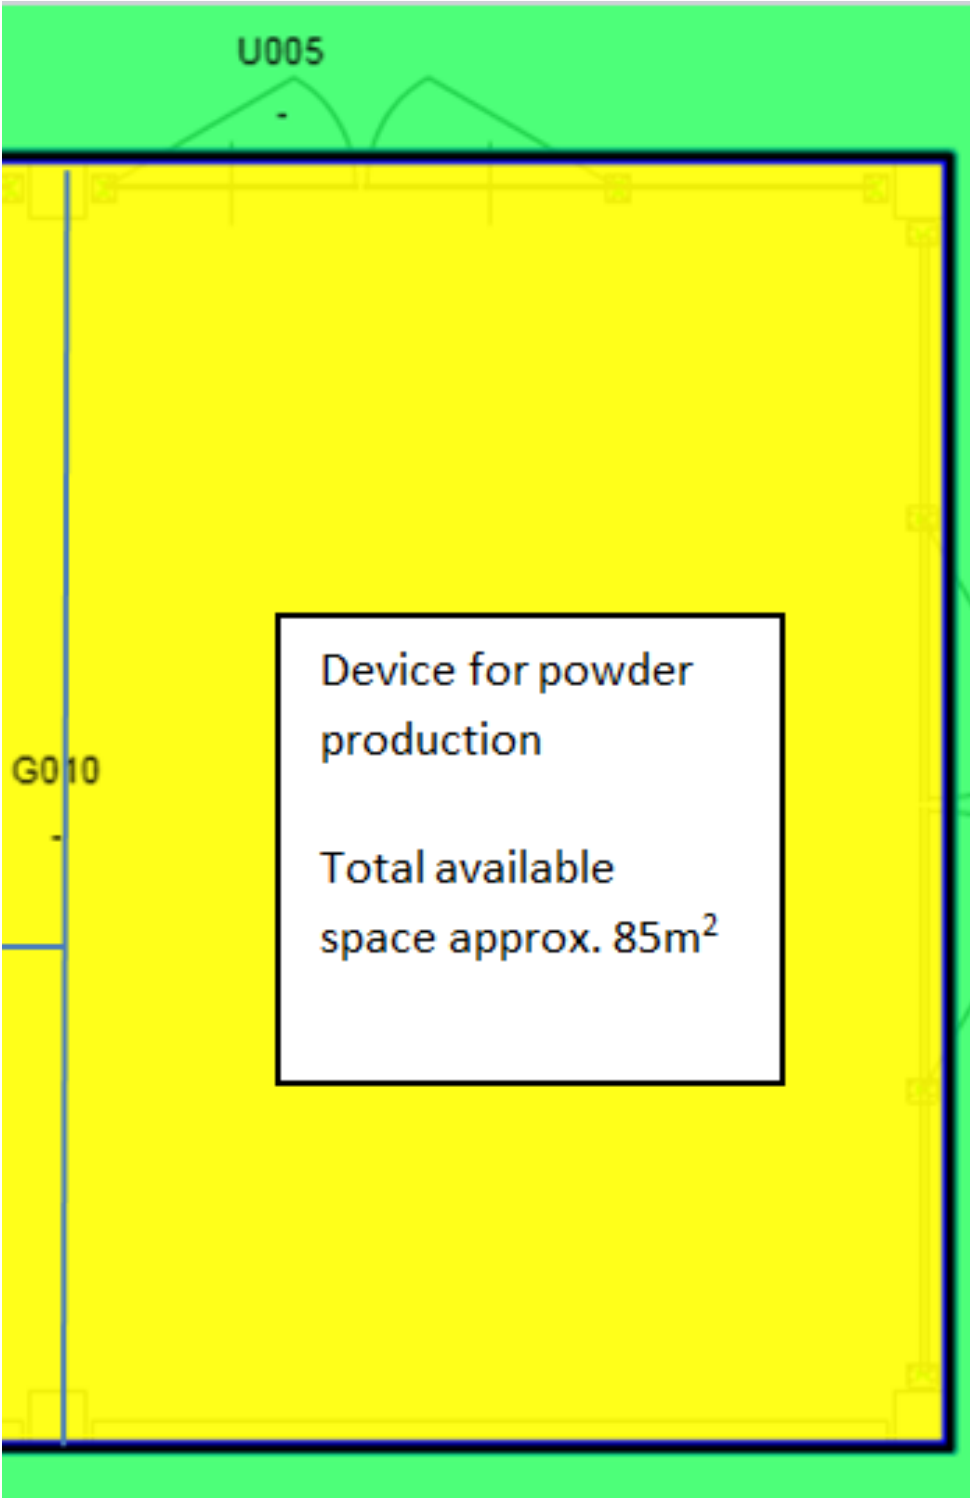 U005
-
Device for powder
production
G010
-
Total available
space approx. 85m²